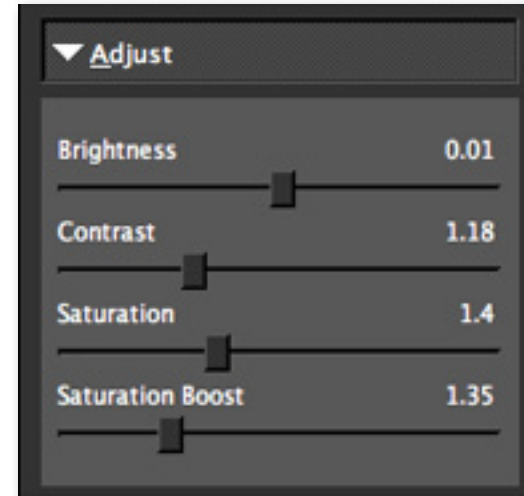 Adjust
Brightness 0.01
Contrast 1.18
Saturation 1.4
Saturation Boost 1.35